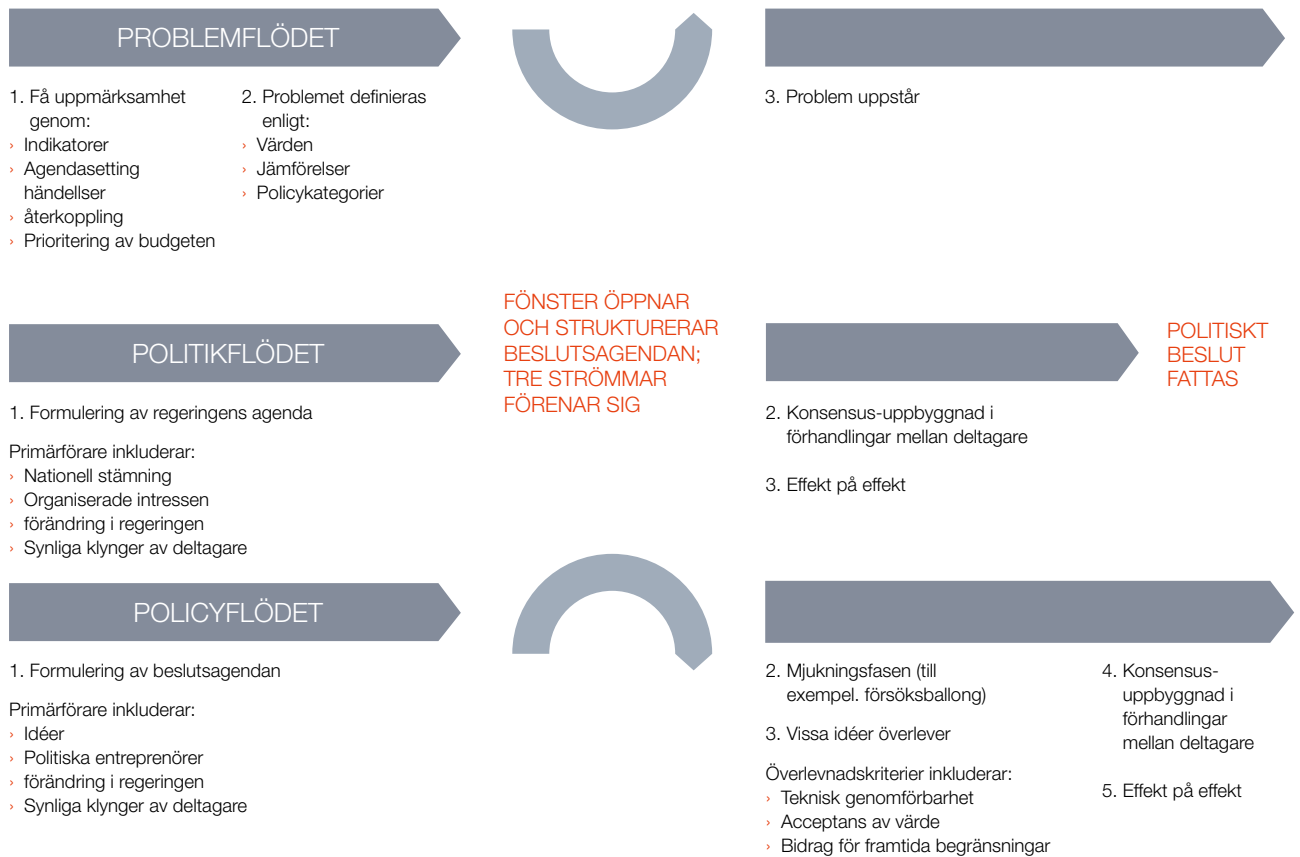 PROBLEMFLÖDET
1. Få uppmärksamhet
genom:
› Indikatorer
› Agendasetting
händellser
› återkoppling
› Prioritering av budgeten
2. Problemet definieras
enligt:
› Värden
› Jämförelser
› Policykategorier
3. Problem uppstår
POLITIKFLÖDET
1. Formulering av regeringens agenda
Primärförare inkluderar:
› Nationell stämning
› Organiserade intressen
› förändring i regeringen
› Synliga klynger av deltagare
FÖNSTER ÖPPNAR
OCH STRUKTURERAR
BESLUTSAGENDAN;
TRE STRÖMMAR
FÖRENAR SIG
2. Konsensus-uppbyggnad i
förhandlingar mellan deltagare
3. Effekt på effekt
POLITISKT
BESLUT
FATTAS
POLICYFLÖDET
1. Formulering av beslutsagendan
Primärförare inkluderar:
› Idéer
› Politiska entreprenörer
› förändring i regeringen
› Synliga klynger av deltagare
2. Mjukningsfasen (till
exempel. försöksballong)
3. Vissa idéer överlever
Överlevnadskriterier inkluderar:
› Teknisk genomförbarhet
› Acceptans av värde
› Bidrag för framtida begränsningar
4. Konsensus-
uppbyggnad i
förhandlingar
mellan deltagare
5. Effekt på effekt